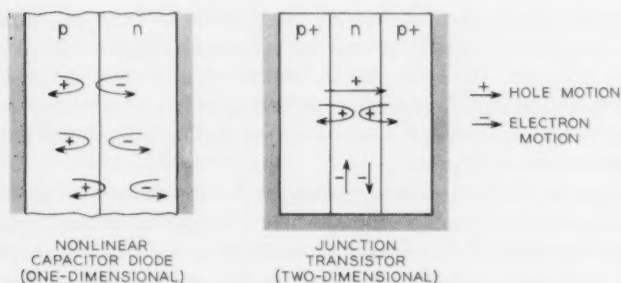 p n
p+ n p+
+ -
+ -
+ -
+
+ +
- -
+ HOLE MOTION
- ELECTRON
MOTION
NONLINEAR
CAPACITOR DIODE
(ONE-DIMENSIONAL)
JUNCTION
TRANSISTOR
(TWO-DIMENSIONAL)